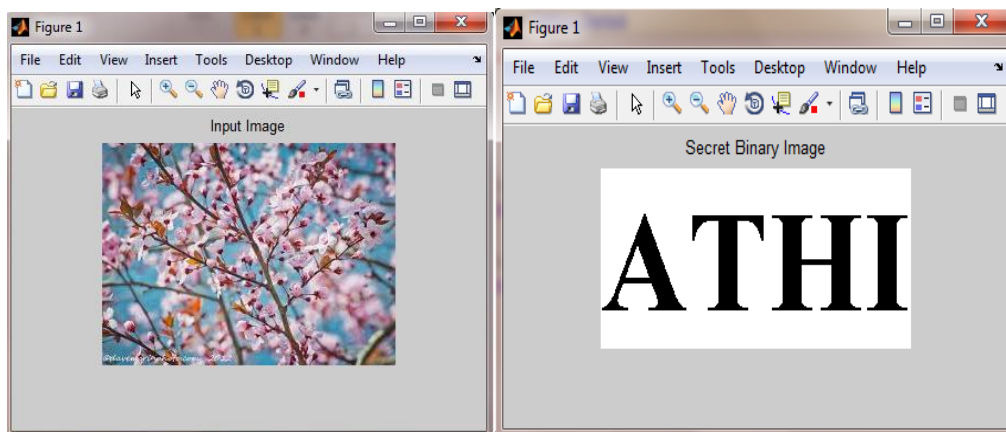 Figure 1
File Edit View Insert Tools Desktop Window Help
Input Image
Figure 1
File Edit View Insert Tools Desktop Window Help
Secret Binary Image
ATHI